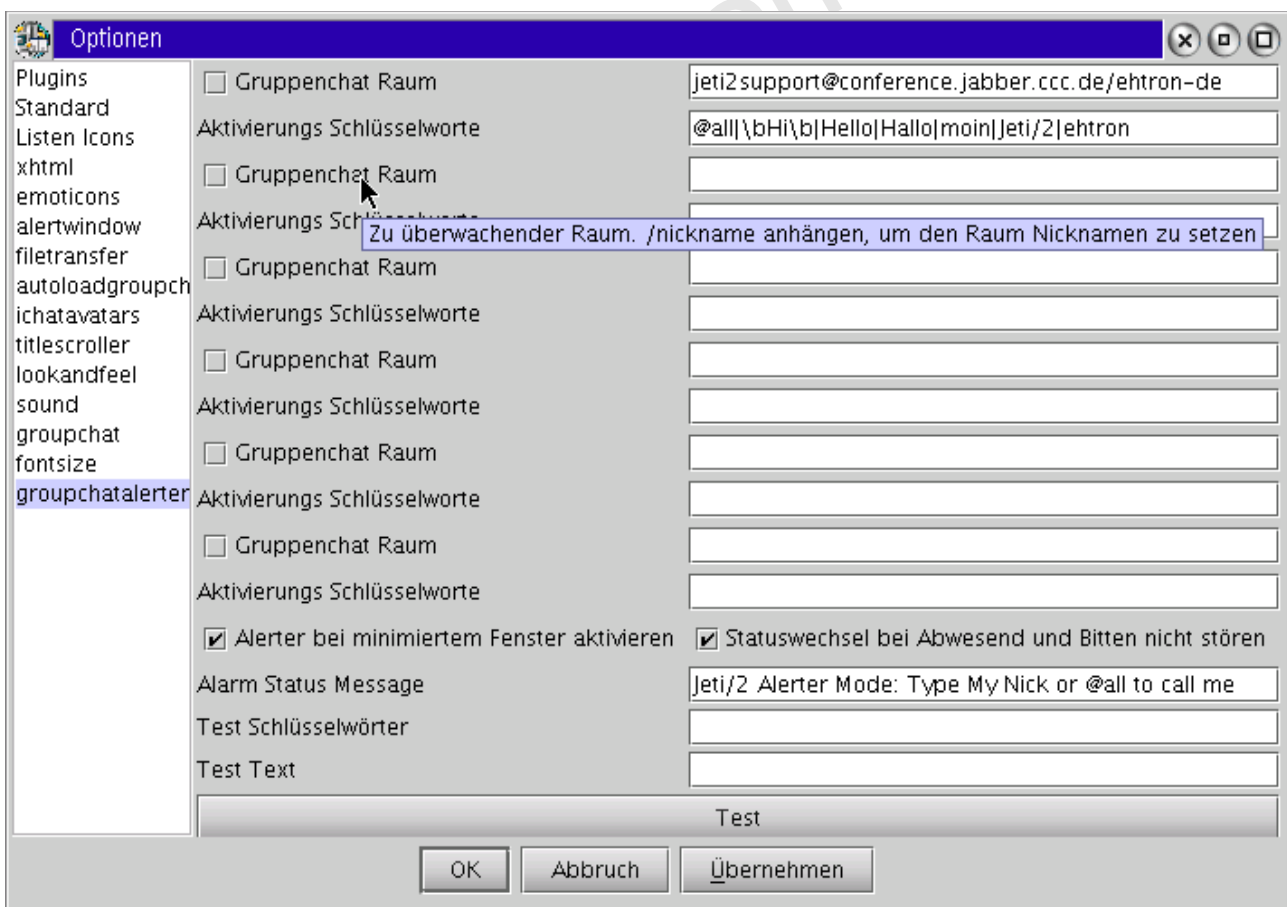 Optionen
Plugins
Standard
Listen Icons
xhtml
emoticons
alertwindow
filetransfer
autoloadgroupch
ichatavatars
titlescroller
lookandfeel
sound
groupchat
fontsize
groupchatalerter
Gruppenchat Raum jeti2support@conference.jabber.ccc.de/ehtron-de
Aktivierungs Schlüsselworte @all|\bHi\b|Hello|Hallo|moin|Jeti/2|ehtron
Gruppenchat Raum
Aktivierungs
Zu überwachender Raum. /nickname anhängen, um den Raum Nicknamen zu setzen
Gruppenchat Raum
Aktivierungs Schlüsselworte
Gruppenchat Raum
Aktivierungs Schlüsselworte
Gruppenchat Raum
Aktivierungs Schlüsselworte
Gruppenchat Raum
Aktivierungs Schlüsselworte
Alerter bei minimiertem Fenster aktivieren Statuswechsel bei Abwesend und Bitten nicht stören
Alarm Status Message Jeti/2 Alerter Mode: Type My Nick or @all to call me
Test Schlüsselwörter
Test Text
Test
OK Abbruch Übernehmen